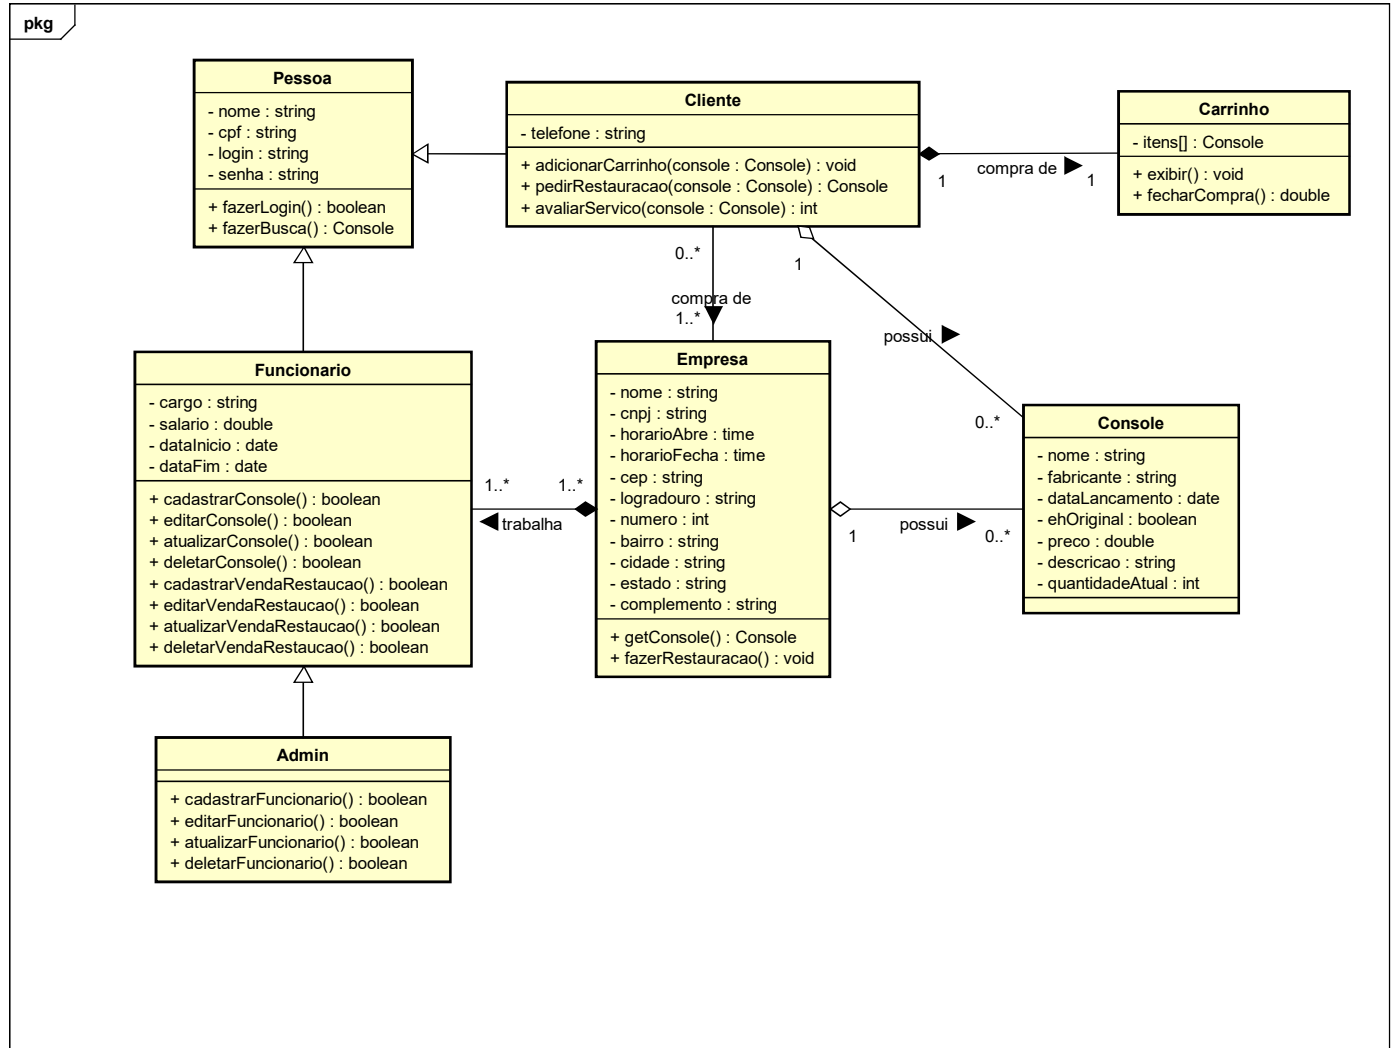 pkg
Pessoa
- nome : string
- cpf : string
- login : string
- senha : string
+ fazerLogin() : boolean
+ fazerBusca() : Console
Cliente
- telefone : string
+ adicionarCarrinho(console : Console) : void
+ pedirRestauracao(console : Console) : Console
+ avaliarServico(console : Console) : int
1
compra de
1
Carrinho
- itens[] : Console
+ exibir() : void
+ fecharCompra() : double
0..*
compra de
1..*
1
possui
0..*
Funcionario
- cargo : string
- salario : double
- dataInicio : date
- dataFim : date
+ cadastrarConsole() : boolean
+ editarConsole() : boolean
+ atualizarConsole() : boolean
+ deletarConsole() : boolean
+ cadastrarVendaRestaucao() : boolean
+ editarVendaRestaucao() : boolean
+ atualizarVendaRestaucao() : boolean
+ deletarVendaRestaucao() : boolean
1..*
1..*
trabalha
Empresa
- nome : string
- cnpj : string
- horarioAbre : time
- horarioFecha : time
- cep : string
- logradouro : string
- numero : int
- bairro : string
- cidade : string
- estado : string
- complemento : string
+ getConsole() : Console
+ fazerRestauracao() : void
1
possui
0..*
Console
- nome : string
- fabricante : string
- dataLancamento : date
- ehOriginal : boolean
- preco : double
- descricao : string
- quantidadeAtual : int
Admin
+ cadastrarFuncionario() : boolean
+ editarFuncionario() : boolean
+ atualizarFuncionario() : boolean
+ deletarFuncionario() : boolean